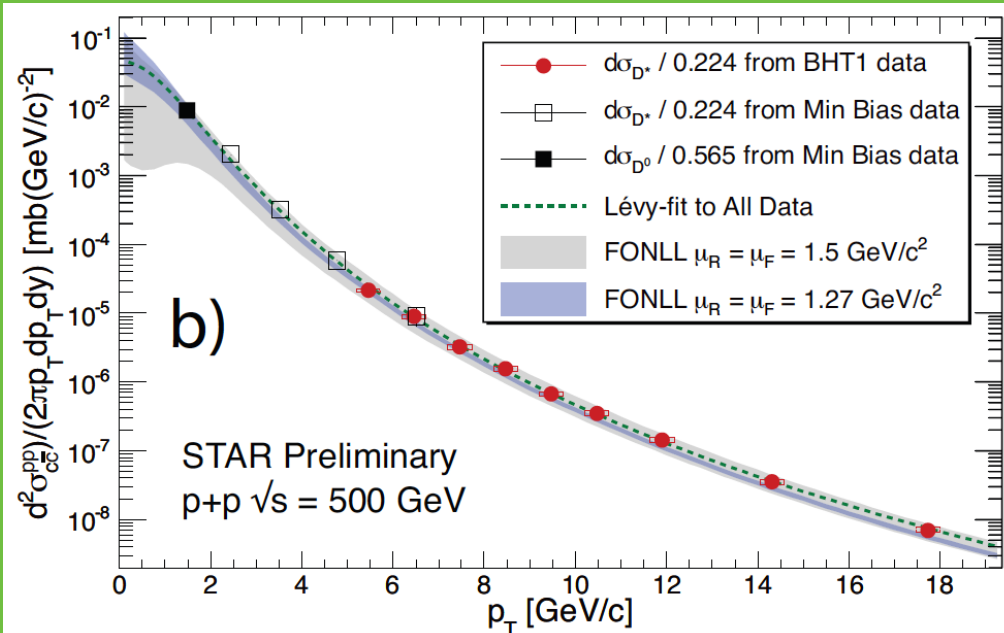 10⁻¹
10⁻²
10⁻³
10⁻⁴
10⁻⁵
10⁻⁶
10⁻⁷
10⁻⁸
d²σ^pp_cc̄)/(2πp_T dp_T dy) [mb(GeV/c)⁻²]
dσ_D* / 0.224 from BHT1 data
dσ_D* / 0.224 from Min Bias data
dσ_D⁰ / 0.565 from Min Bias data
Lévy-fit to All Data
FONLL μ_R = μ_F = 1.5 GeV/c²
FONLL μ_R = μ_F = 1.27 GeV/c²
b)
STAR Preliminary
p+p √s = 500 GeV
0 2 4 6 8 10 12 14 16 18
p_T [GeV/c]